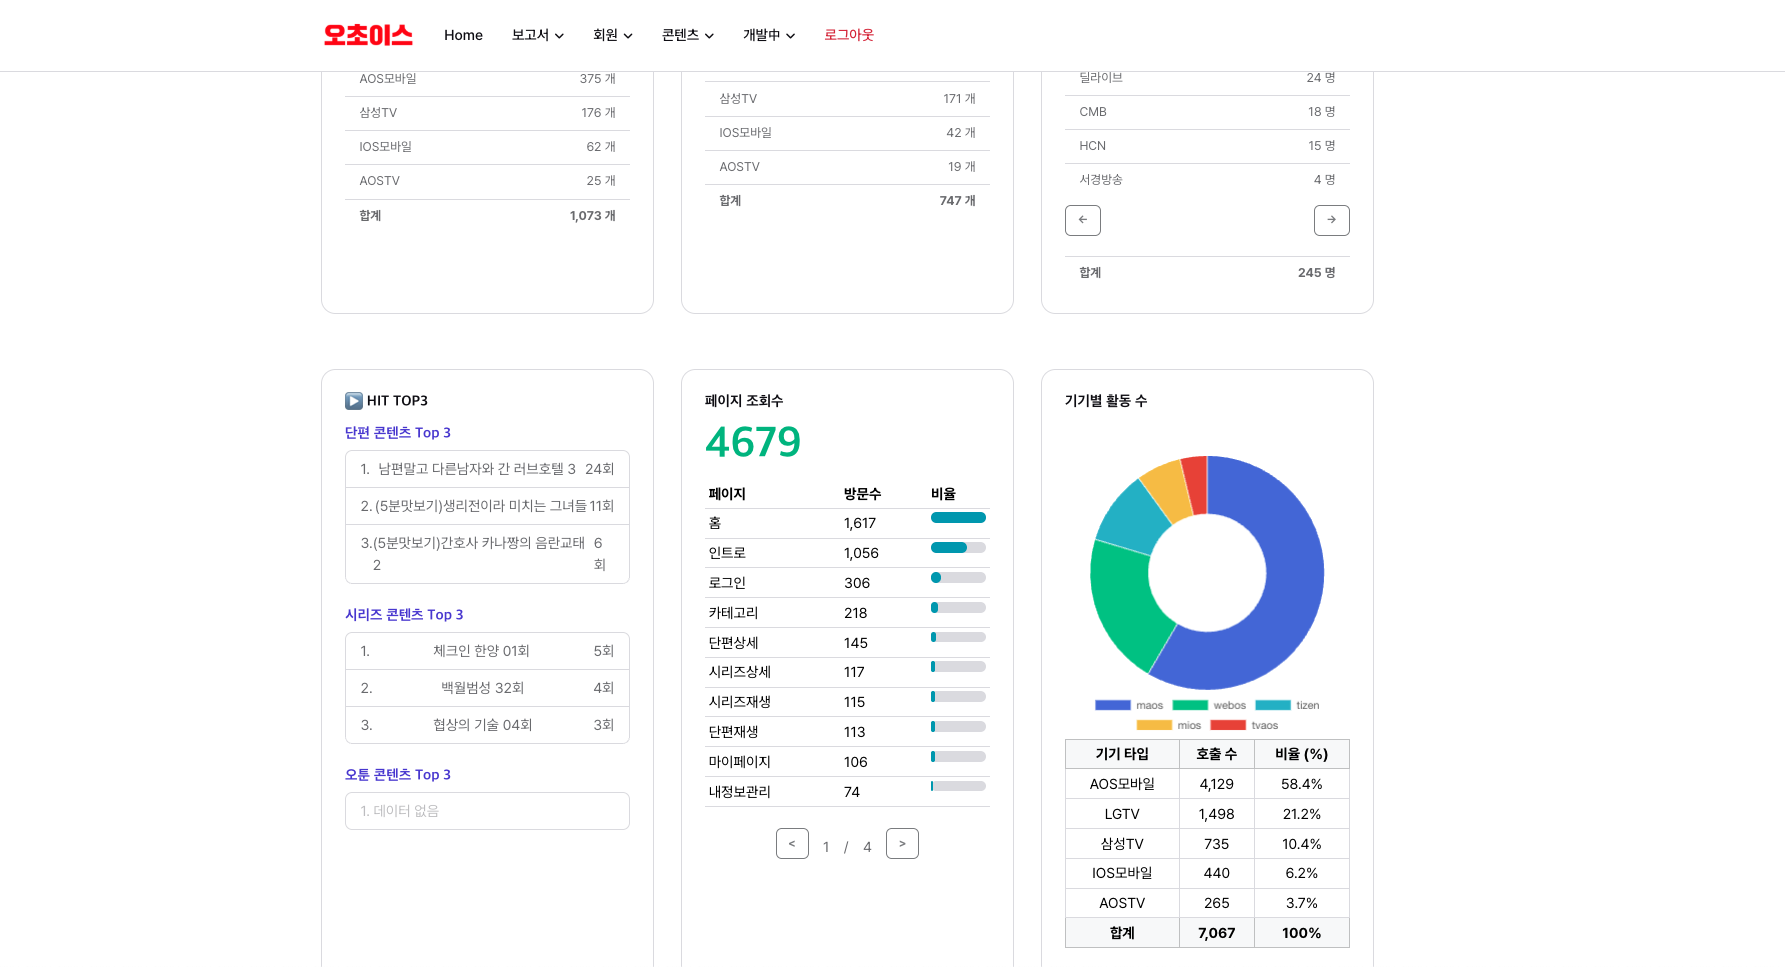 오초이스 Home 보고서 회원 콘텐츠 개발中 로그아웃
AOS모바일 375 개
삼성TV 176 개
IOS모바일 62 개
AOSTV 25 개
합계 1,073 개
삼성TV 171 개
IOS모바일 42 개
AOSTV 19 개
합계 747 개
딜라이브 24 명
CMB 18 명
HCN 15 명
서경방송 4 명
← →
합계 245 명
HIT TOP3
단편 콘텐츠 Top 3
1. 남편말고 다른남자와 간 러브호텔 3 24회
2. (5분맛보기)생리전이라 미치는 그녀들 11회
3. (5분맛보기)간호사 카나짱의 음란교태 6
2 회
시리즈 콘텐츠 Top 3
1. 체크인 한양 01회 5회
2. 백월범성 32회 4회
3. 협상의 기술 04회 3회
오툰 콘텐츠 Top 3
1. 데이터 없음
페이지 조회수
4679
페이지 방문수 비율
홈 1,617
인트로 1,056
로그인 306
카테고리 218
단편상세 145
시리즈상세 117
시리즈재생 115
단편재생 113
마이페이지 106
내정보관리 74
< 1 / 4 >
기기별 활동 수
maos webos tizen
mios tvaos
기기 타입 호출 수 비율 (%)
AOS모바일 4,129 58.4%
LGTV 1,498 21.2%
삼성TV 735 10.4%
IOS모바일 440 6.2%
AOSTV 265 3.7%
합계 7,067 100%